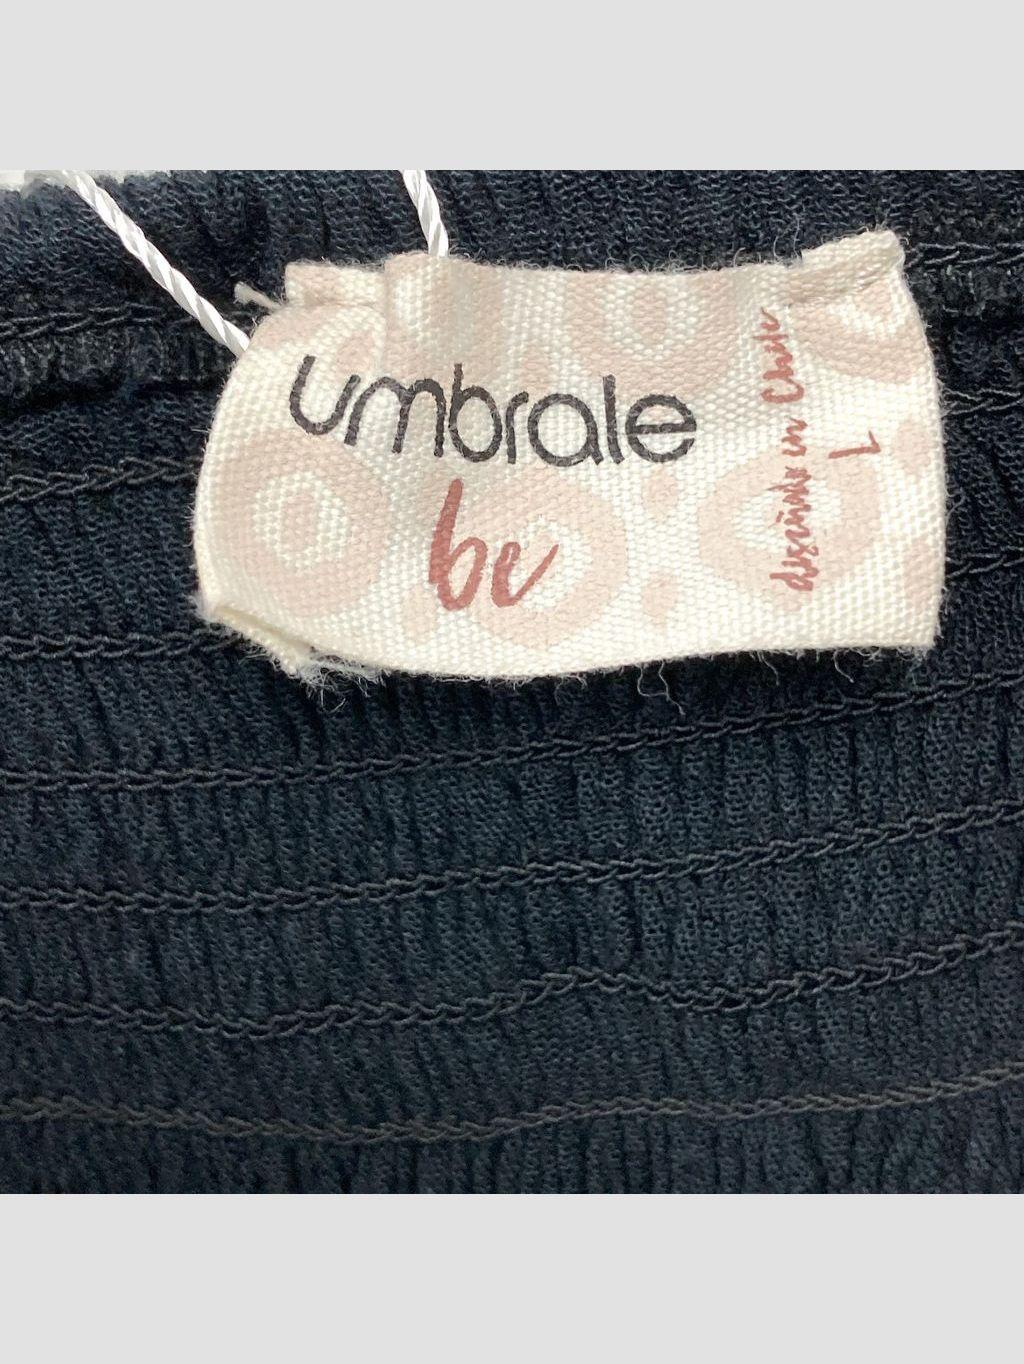 umbrale
be
diseñado en Chile
L